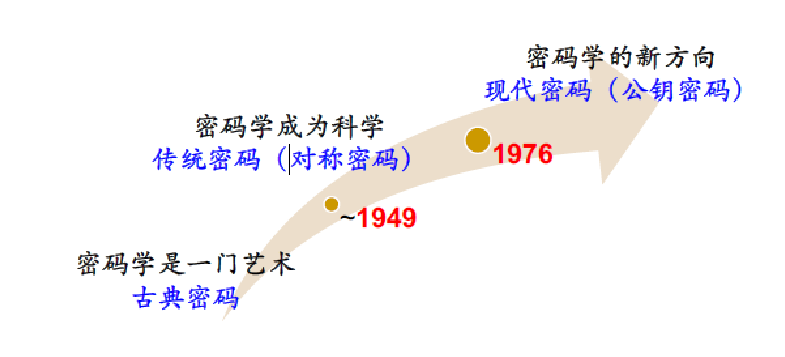 密码学的新方向
现代密码（公钥密码）
密码学成为科学
传统密码（对称密码）
1976
~1949
密码学是一门艺术
古典密码